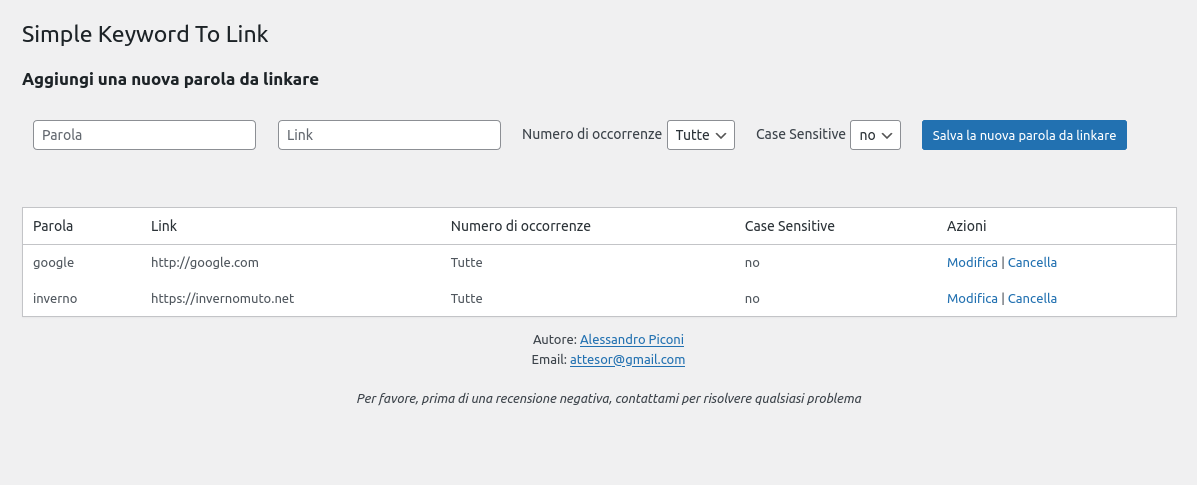 Simple Keyword To Link
Aggiungi una nuova parola da linkare
Parola Link Numero di occorrenze Tutte Case Sensitive no Salva la nuova parola da linkare
Parola Link Numero di occorrenze Case Sensitive Azioni
google http://google.com Tutte no Modifica | Cancella
inverno https://invernomuto.net Tutte no Modifica | Cancella
Autore: Alessandro Piconi
Email: attesor@gmail.com
Per favore, prima di una recensione negativa, contattami per risolvere qualsiasi problema